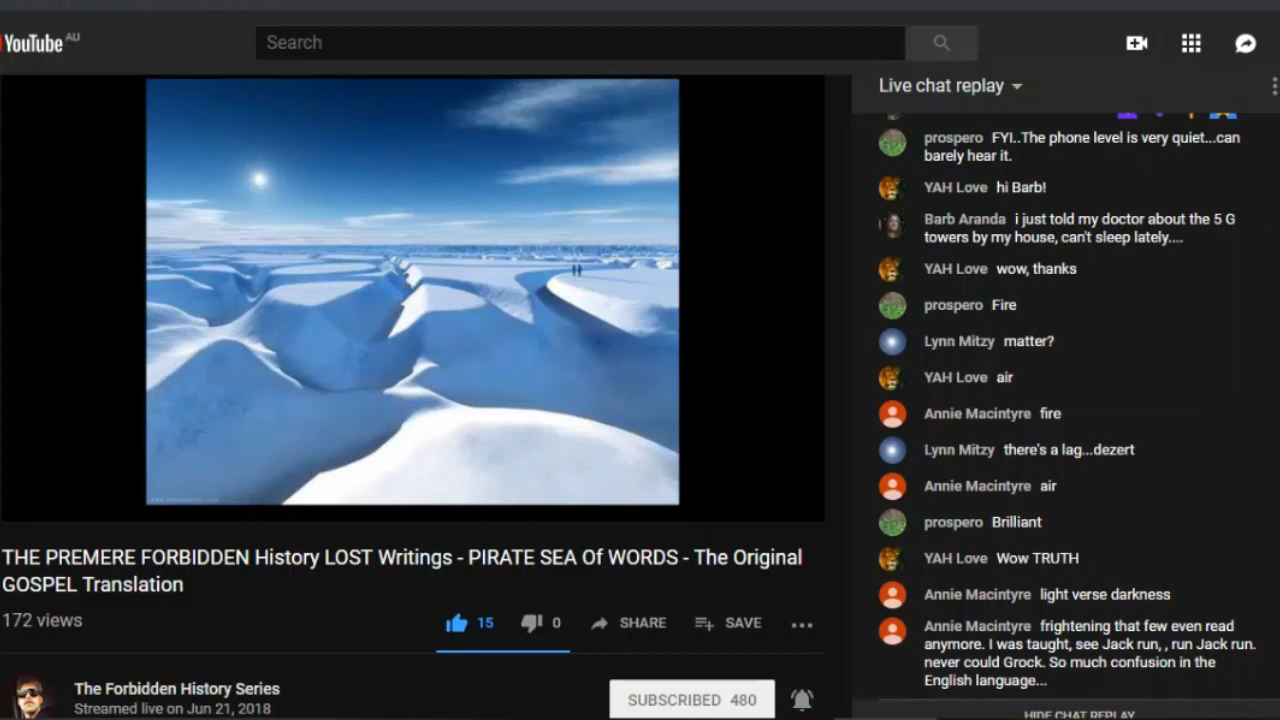 YouTube AU
Search
Live chat replay
prospero FYI..The phone level is very quiet...can
barely hear it.
YAH Love hi Barb!
Barb Aranda i just told my doctor about the 5 G
towers by my house, can't sleep lately....
YAH Love wow, thanks
prospero Fire
Lynn Mitzy matter?
YAH Love air
Annie Macintyre fire
Lynn Mitzy there's a lag...dezert
Annie Macintyre air
prospero Brilliant
YAH Love Wow TRUTH
Annie Macintyre light verse darkness
Annie Macintyre frightening that few even read
anymore. I was taught, see Jack run, , run Jack run.
never could Grock. So much confusion in the
English language...
HIDE CHAT REPLAY
THE PREMERE FORBIDDEN History LOST Writings - PIRATE SEA Of WORDS - The Original
GOSPEL Translation
172 views
15 0 SHARE SAVE
The Forbidden History Series
Streamed live on Jun 21, 2018
SUBSCRIBED 480